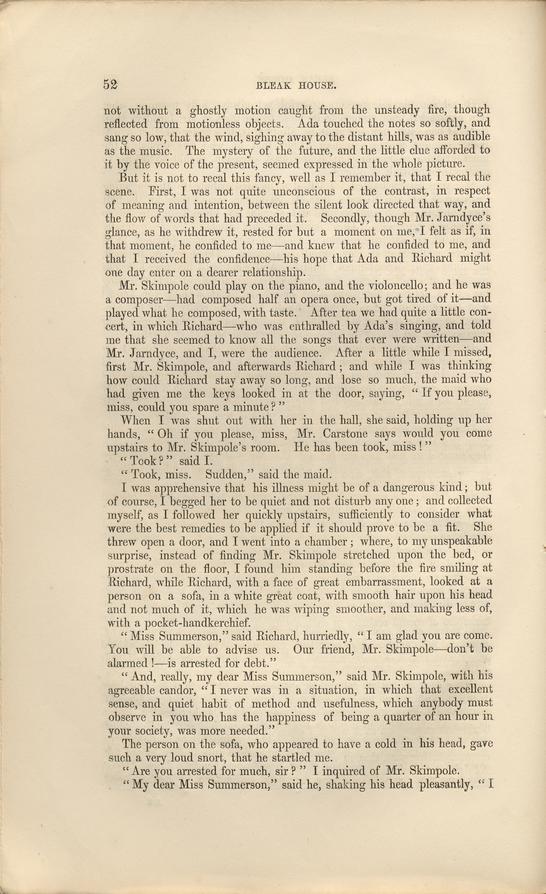 52
BLEAK HOUSE.
not without a ghostly motion caught from the unsteady fire, though
reflected from motionless objects. Ada touched the notes so softly, and
sang so low, that the wind, sighing away to the distant hills, was as audible
as the music. The mystery of the future, and the little clue afforded to
it by the voice of the present, seemed expressed in the whole picture.
But it is not to recal this fancy, well as I remember it, that I recal the
scene. First, I was not quite unconscious of the contrast, in respect
of meaning and intention, between the silent look directed that way, and
the flow of words that had preceded it. Secondly, though Mr. Jarndyce's
glance, as he withdrew it, rested for but a moment on me, I felt as if, in
that moment, he confided to me—and knew that he confided to me, and
that I received the confidence—his hope that Ada and Richard might
one day enter on a dearer relationship.
Mr. Skimpole could play on the piano, and the violoncello; and he was
a composer—had composed half an opera once, but got tired of it—and
played what he composed, with taste. After tea we had quite a little con-
cert, in which Richard—who was enthralled by Ada's singing, and told
me that she seemed to know all the songs that ever were written—and
Mr. Jarndyce, and I, were the audience. After a little while I missed,
first Mr. Skimpole, and afterwards Richard; and while I was thinking
how could Richard stay away so long, and lose so much, the maid who
had given me the keys looked in at the door, saying, "If you please,
miss, could you spare a minute?"
When I was shut out with her in the hall, she said, holding up her
hands, "Oh if you please, miss, Mr. Carstone says would you come
upstairs to Mr. Skimpole's room. He has been took, miss!"
"Took?" said I.
"Took, miss. Sudden," said the maid.
I was apprehensive that his illness might be of a dangerous kind; but
of course, I begged her to be quiet and not disturb any one; and collected
myself, as I followed her quickly upstairs, sufficiently to consider what
were the best remedies to be applied if it should prove to be a fit. She
threw open a door, and I went into a chamber; where, to my unspeakable
surprise, instead of finding Mr. Skimpole stretched upon the bed, or
prostrate on the floor, I found him standing before the fire smiling at
Richard, while Richard, with a face of great embarrassment, looked at a
person on a sofa, in a white great coat, with smooth hair upon his head
and not much of it, which he was wiping smoother, and making less of,
with a pocket-handkerchief.
"Miss Summerson," said Richard, hurriedly, "I am glad you are come.
You will be able to advise us. Our friend, Mr. Skimpole—don't be
alarmed!—is arrested for debt."
"And, really, my dear Miss Summerson," said Mr. Skimpole, with his
agreeable candor, "I never was in a situation, in which that excellent
sense, and quiet habit of method and usefulness, which anybody must
observe in you who has the happiness of being a quarter of an hour in
your society, was more needed."
The person on the sofa, who appeared to have a cold in his head, gave
such a very loud snort, that he startled me.
"Are you arrested for much, sir?" I inquired of Mr. Skimpole.
"My dear Miss Summerson," said he, shaking his head pleasantly, "I